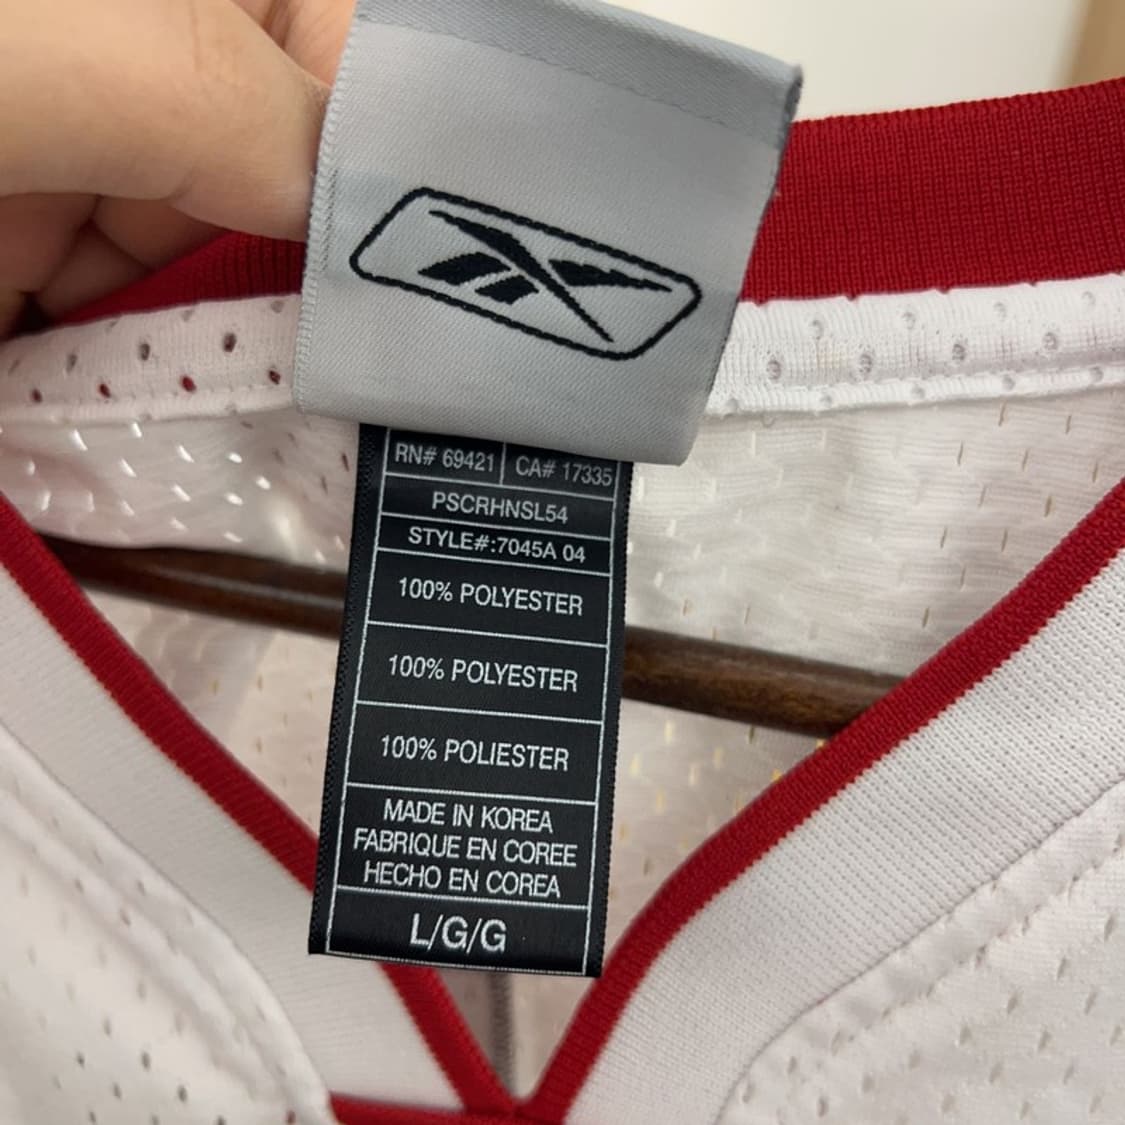 RN# 69421 CA# 17335
PSCRHNSL54
STYLE#:7045A 04
100% POLYESTER
100% POLYESTER
100% POLIESTER
MADE IN KOREA
FABRIQUE EN COREE
HECHO EN COREA
L/G/G